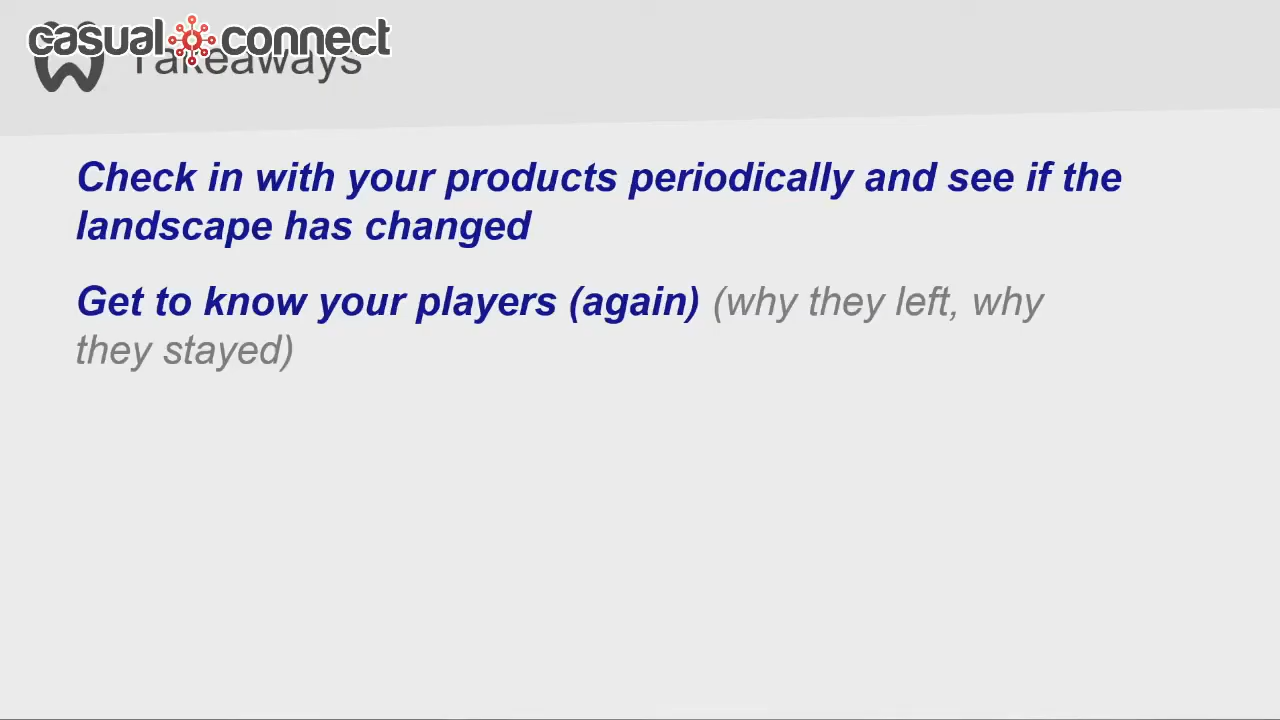 casual connect
Takeaways
Check in with your products periodically and see if the
landscape has changed
Get to know your players (again) (why they left, why
they stayed)